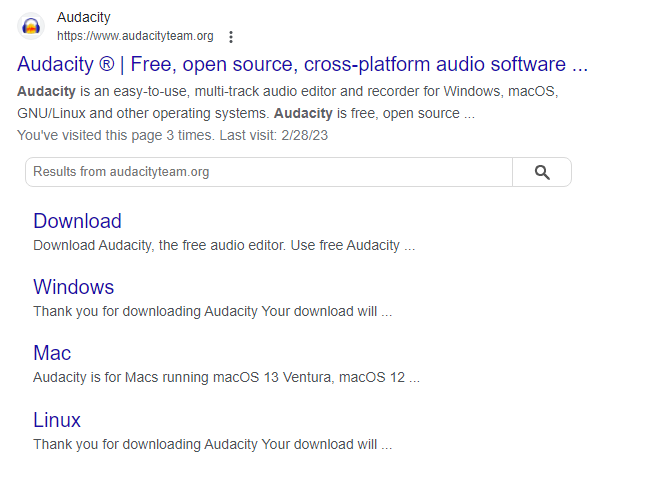 Audacity
https://www.audacityteam.org
Audacity ® | Free, open source, cross-platform audio software ...
Audacity is an easy-to-use, multi-track audio editor and recorder for Windows, macOS,
GNU/Linux and other operating systems. Audacity is free, open source ...
You've visited this page 3 times. Last visit: 2/28/23
Results from audacityteam.org
Download
Download Audacity, the free audio editor. Use free Audacity ...
Windows
Thank you for downloading Audacity Your download will ...
Mac
Audacity is for Macs running macOS 13 Ventura, macOS 12 ...
Linux
Thank you for downloading Audacity Your download will ...